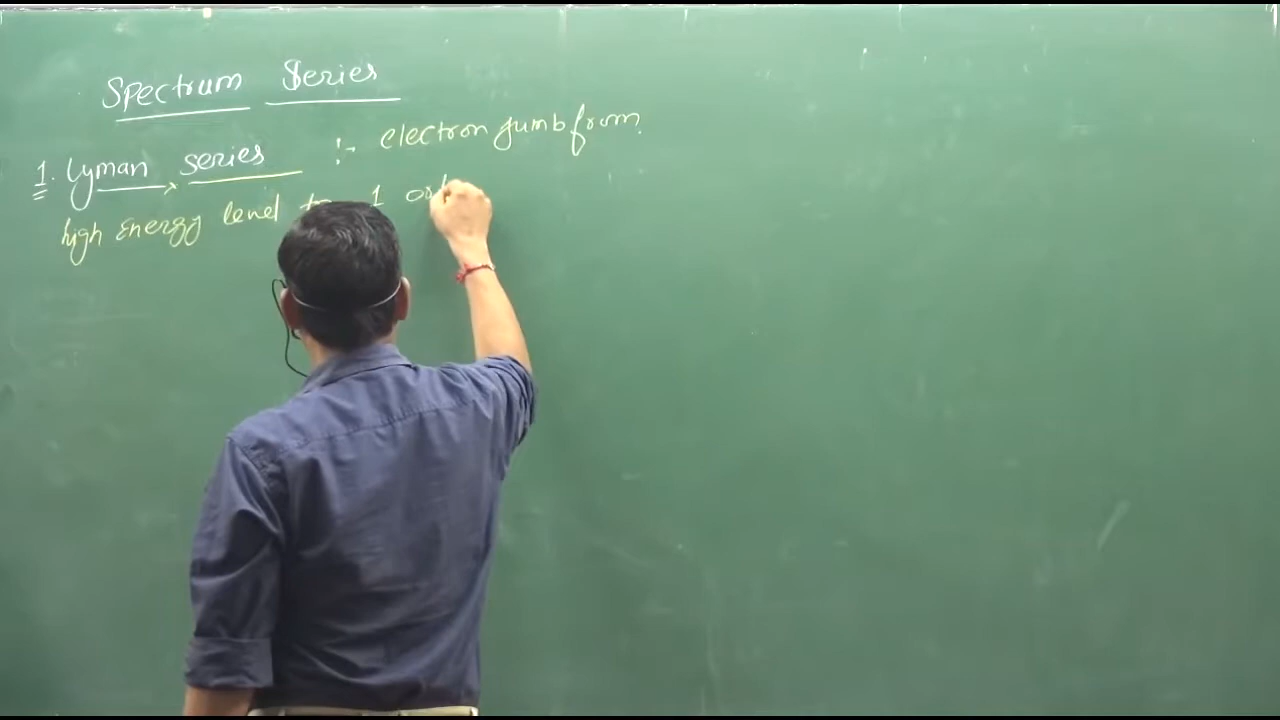 Spectrum Series
1. Lyman series :- electron jumb from
high energy level to 1